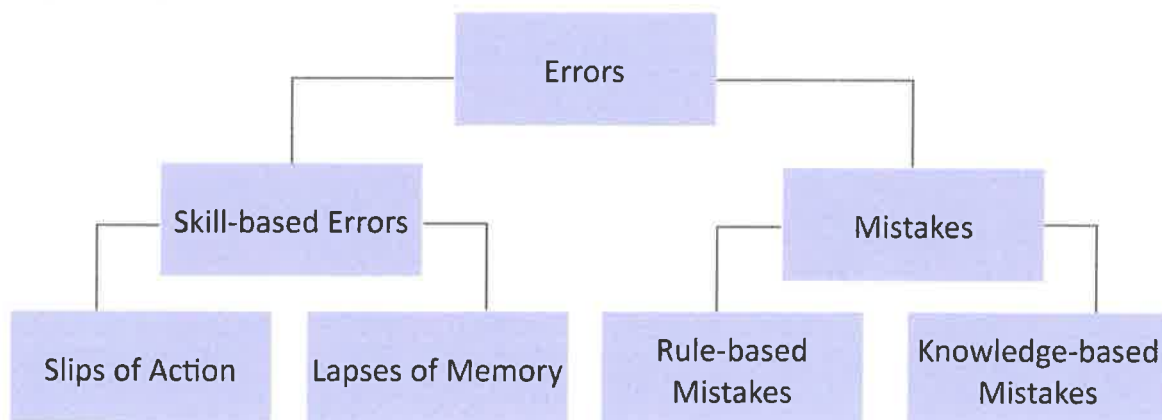 Errors
Skill-based Errors
Mistakes
Slips of Action
Lapses of Memory
Rule-based
Mistakes
Knowledge-based
Mistakes